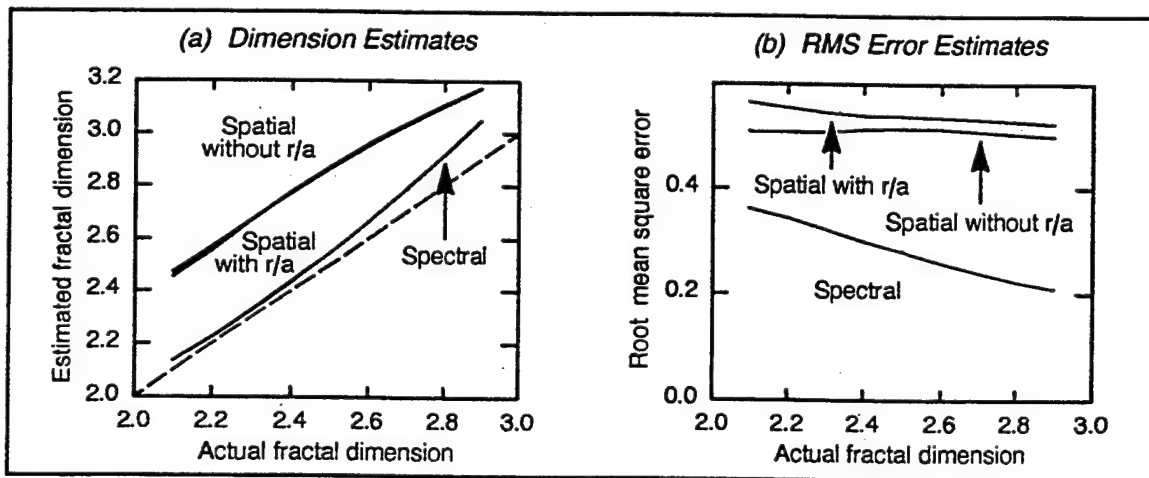 (a) Dimension Estimates
Estimated fractal dimension
3.2
3.0
2.8
2.6
2.4
2.2
2.0
Spatial
without r/a
Spatial
with r/a
Spectral
2.0 2.2 2.4 2.6 2.8 3.0
Actual fractal dimension
(b) RMS Error Estimates
Root mean square error
0.4
0.2
0.0
Spatial with r/a
Spatial without r/a
Spectral
2.0 2.2 2.4 2.6 2.8 3.0
Actual fractal dimension